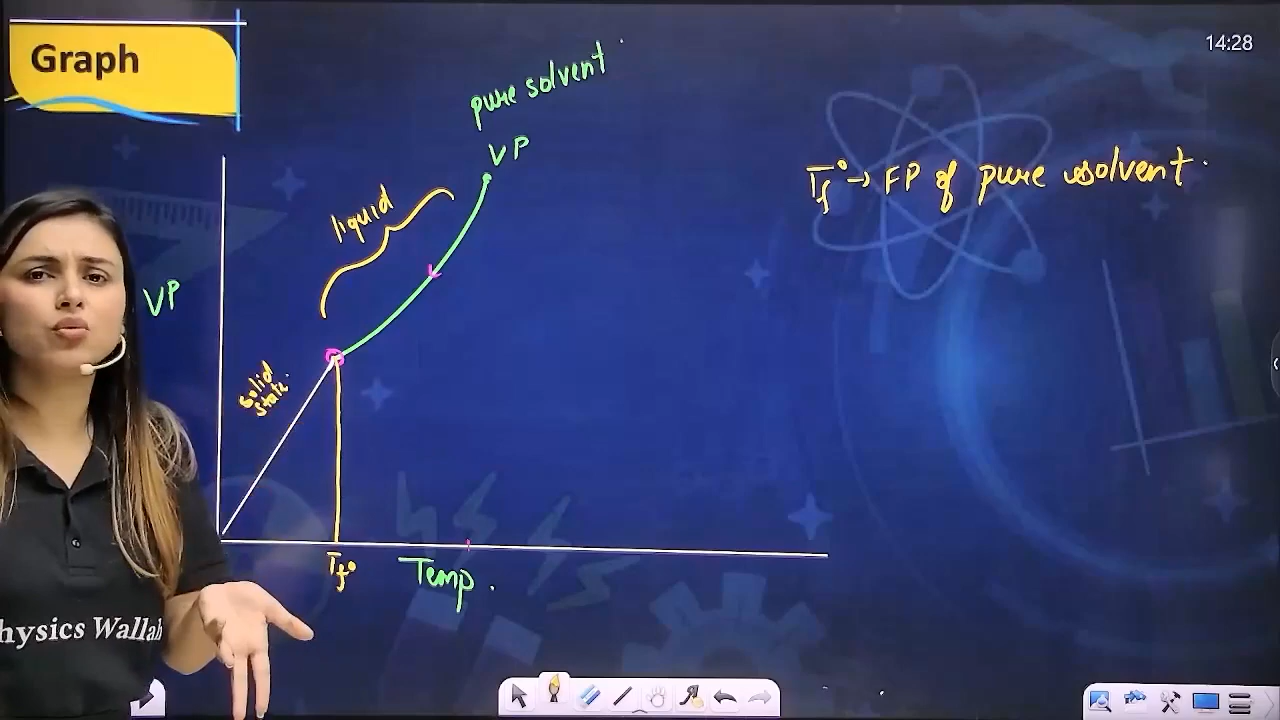 Graph
14:28
pure solvent.
VP
Tf° → FP of pure solvent.
liquid
VP
solid
state.
Tf°
Temp.
hysics Wallah